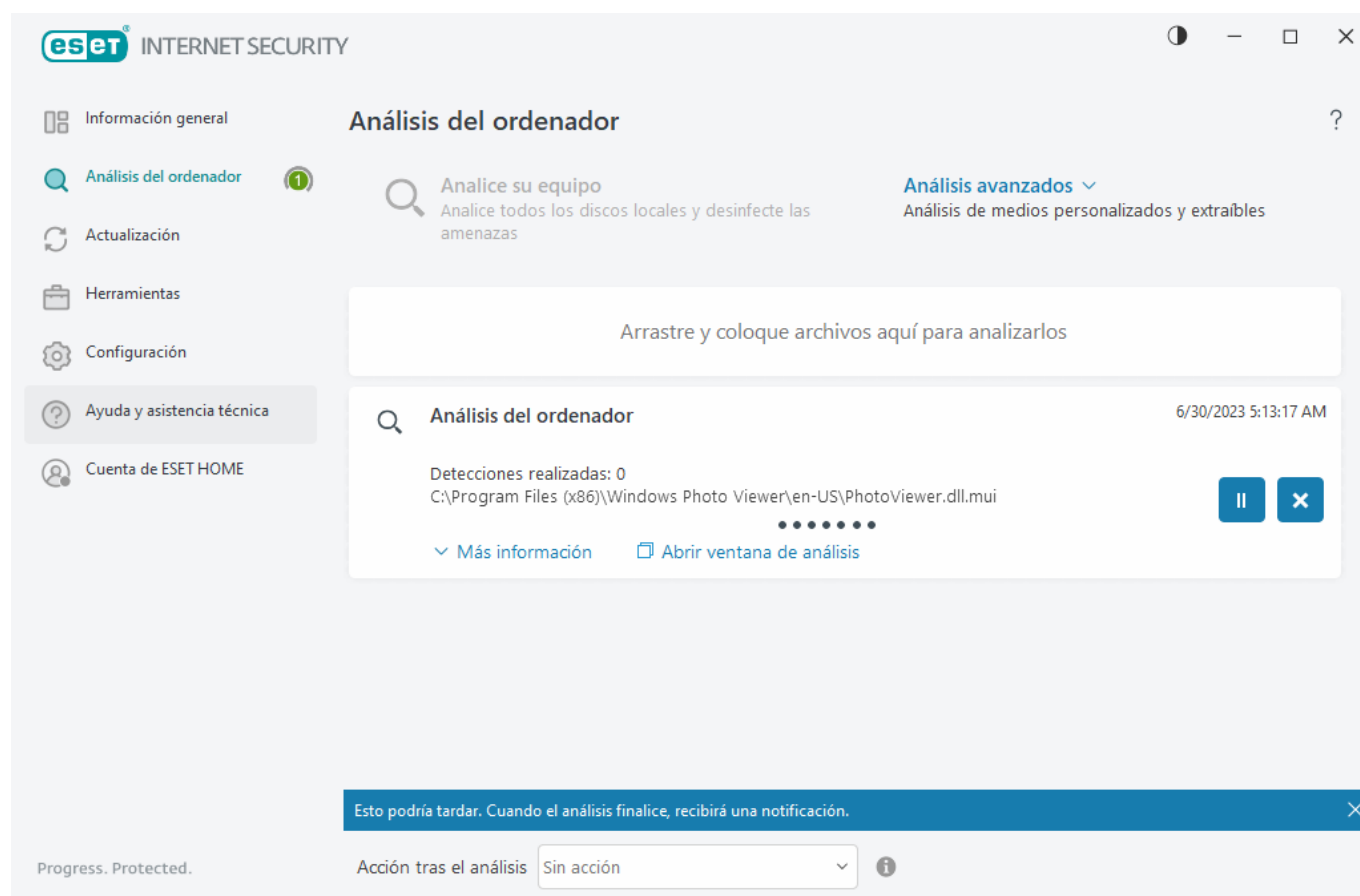 eset® INTERNET SECURITY
Información general
Análisis del ordenador
1
Actualización
Herramientas
Configuración
Ayuda y asistencia técnica
Cuenta de ESET HOME
Progress. Protected.
Análisis del ordenador
?
Analice su equipo
Analice todos los discos locales y desinfecte las
amenazas
Análisis avanzados
Análisis de medios personalizados y extraíbles
Arrastre y coloque archivos aquí para analizarlos
Análisis del ordenador
6/30/2023 5:13:17 AM
Detecciones realizadas: 0
C:\Program Files (x86)\Windows Photo Viewer\en-US\PhotoViewer.dll.mui
Más información
Abrir ventana de análisis
Esto podría tardar. Cuando el análisis finalice, recibirá una notificación.
Acción tras el análisis
Sin acción